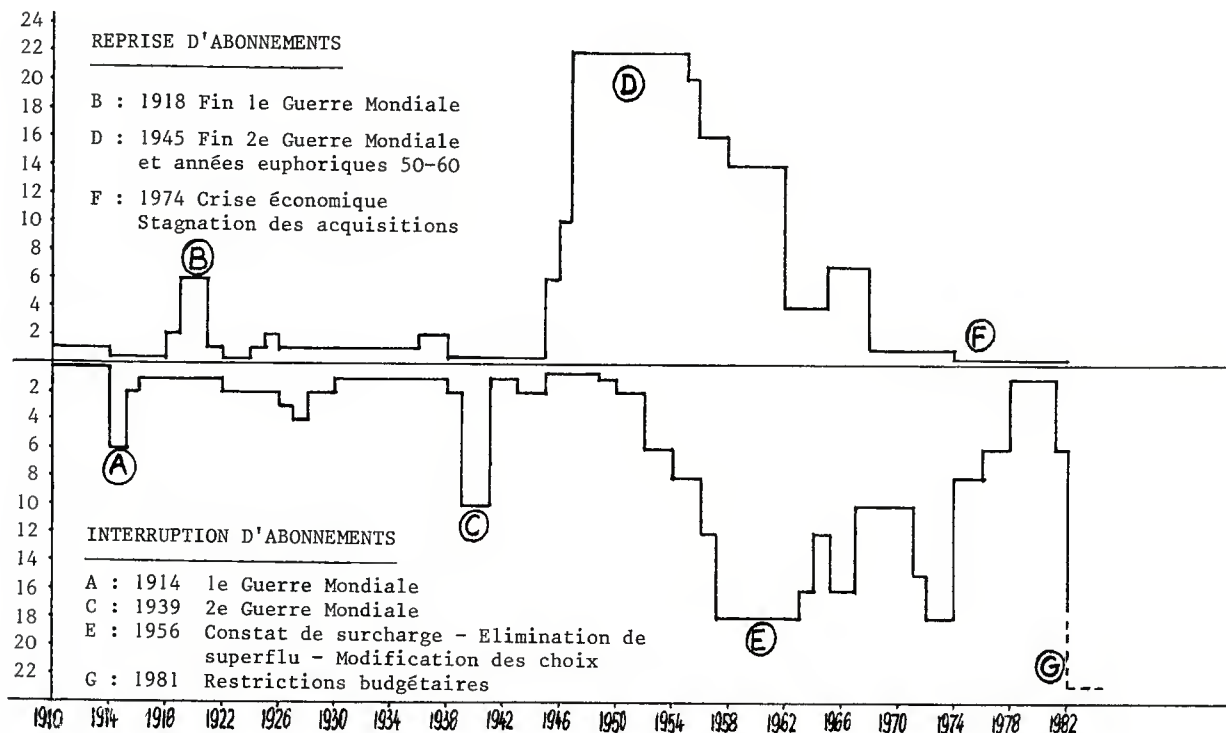 24
22
20
18
16
14
12
10
8
6
4
2
REPRISE D'ABONNEMENTS
B : 1918 Fin 1e Guerre Mondiale
D : 1945 Fin 2e Guerre Mondiale
et années euphoriques 50-60
F : 1974 Crise économique
Stagnation des acquisitions
B
D
F
2
4
6
8
10
12
14
16
18
20
22
A
C
E
G
INTERRUPTION D'ABONNEMENTS
A : 1914 1e Guerre Mondiale
C : 1939 2e Guerre Mondiale
E : 1956 Constat de surcharge - Elimination de
superflu - Modification des choix
G : 1981 Restrictions budgétaires
1910 1914 1918 1922 1926 1930 1934 1938 1942 1946 1950 1954 1958 1962 1966 1970 1974 1978 1982